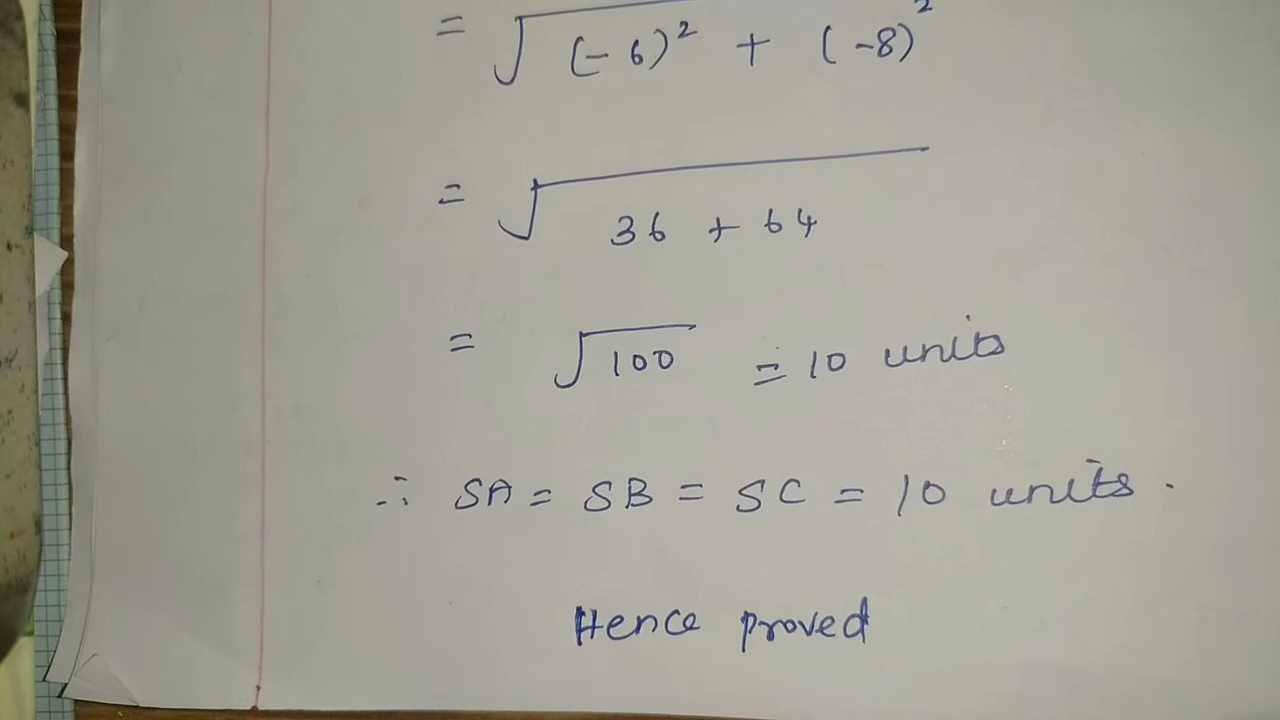 = √(-6)² + (-8)²
= √36 + 64
= √100 = 10 units
∴ SA = SB = SC = 10 units.
Hence proved